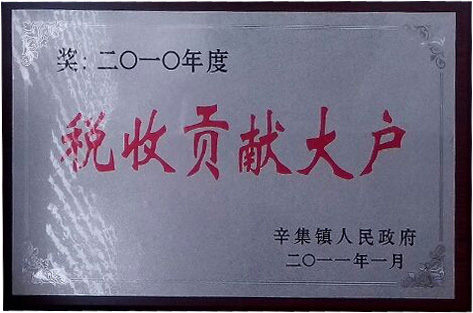 奖:二〇一〇年度
税收贡献大户
辛集镇人民政府
二〇一一年一月